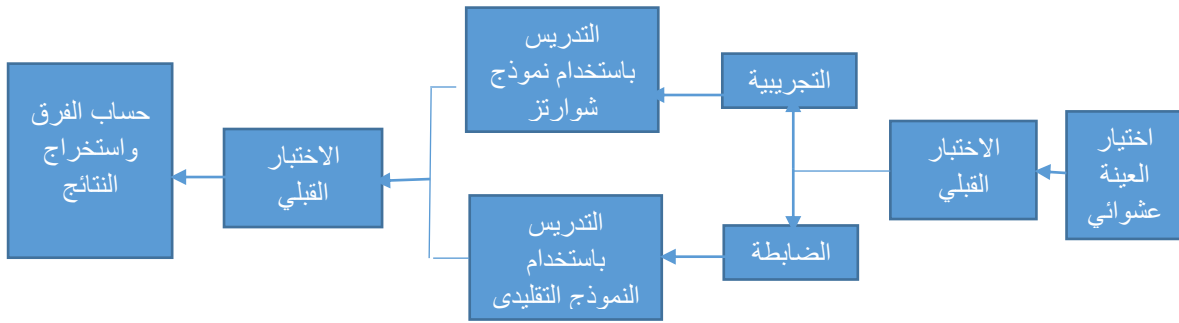 اختيار
العينة
عشوائي
الاختبار
القبلي
التجريبية
الضابطة
التدريس
باستخدام نموذج
شوارتز
التدريس
باستخدام
النموذج التقليدى
الاختبار
القبلي
حساب الفرق
واستخراج
النتائج